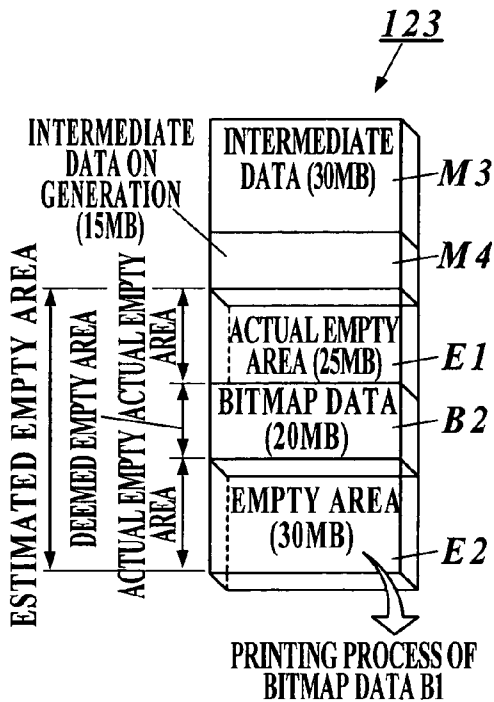 123
INTERMEDIATE
DATA ON
GENERATION
(15MB)
INTERMEDIATE
DATA (30MB)
M3
M4
ESTIMATED EMPTY AREA
DEEMED EMPTY AREA
ACTUAL EMPTY
AREA
ACTUAL EMPTY
AREA
ACTUAL EMPTY
AREA (25MB)
E1
BITMAP DATA
(20MB)
B2
EMPTY AREA
(30MB)
E2
PRINTING PROCESS OF
BITMAP DATA B1